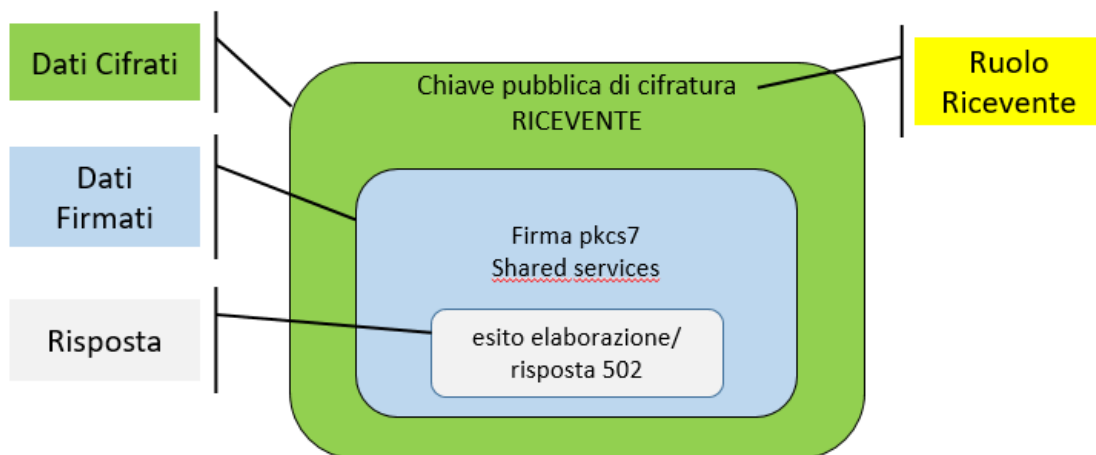 Dati Cifrati
Chiave pubblica di cifratura
RICEVENTE
Ruolo
Ricevente
Dati
Firmati
Firma pkcs7
Shared services
Risposta
esito elaborazione/
risposta 502